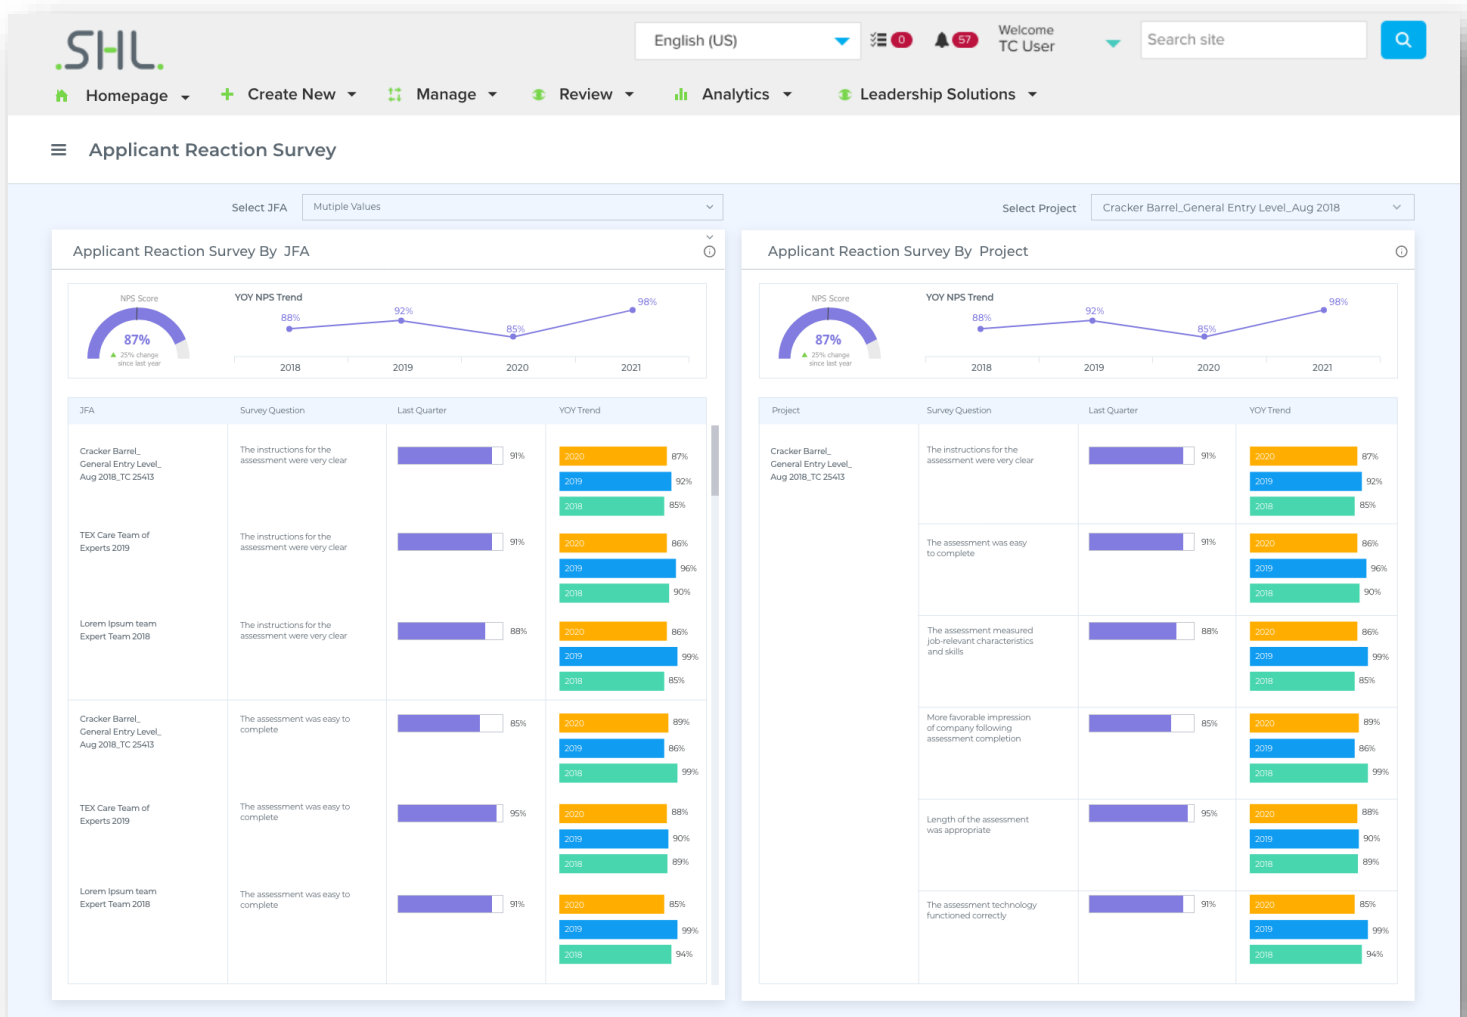 .SHL.
English (US)
0
57
Welcome
TC User
Search site
Homepage
Create New
Manage
Review
Analytics
Leadership Solutions
Applicant Reaction Survey
Select JFA
Mutiple Values
Select Project
Cracker Barrel_General Entry Level_Aug 2018
Applicant Reaction Survey By JFA
NPS Score
87%
25% change
since last year
YOY NPS Trend
88%
92%
85%
98%
2018
2019
2020
2021
JFA
Survey Question
Last Quarter
YOY Trend
Cracker Barrel_
General Entry Level_
Aug 2018_TC 25413
The instructions for the
assessment were very clear
91%
2020
87%
2019
92%
2018
85%
TEX Care Team of
Experts 2019
The instructions for the
assessment were very clear
91%
2020
86%
2019
96%
2018
90%
Lorem Ipsum team
Expert Team 2018
The instructions for the
assessment were very clear
88%
2020
86%
2019
99%
2018
85%
Cracker Barrel_
General Entry Level_
Aug 2018_TC 25413
The assessment was easy to
complete
85%
2020
89%
2019
86%
2018
99%
TEX Care Team of
Experts 2019
The assessment was easy to
complete
95%
2020
88%
2019
90%
2018
89%
Lorem Ipsum team
Expert Team 2018
The assessment was easy to
complete
91%
2020
85%
2019
99%
2018
94%
Applicant Reaction Survey By Project
NPS Score
87%
25% change
since last year
YOY NPS Trend
88%
92%
85%
98%
2018
2019
2020
2021
Project
Survey Question
Last Quarter
YOY Trend
Cracker Barrel_
General Entry Level_
Aug 2018_TC 25413
The instructions for the
assessment were very clear
91%
2020
87%
2019
92%
2018
85%
The assessment was easy
to complete
91%
2020
86%
2019
96%
2018
90%
The assessment measured
job-relevant characteristics
and skills
88%
2020
86%
2019
99%
2018
85%
More favorable impression
of company following
assessment completion
85%
2020
89%
2019
86%
2018
99%
Length of the assessment
was appropriate
95%
2020
88%
2019
90%
2018
89%
The assessment technology
functioned correctly
91%
2020
85%
2019
99%
2018
94%